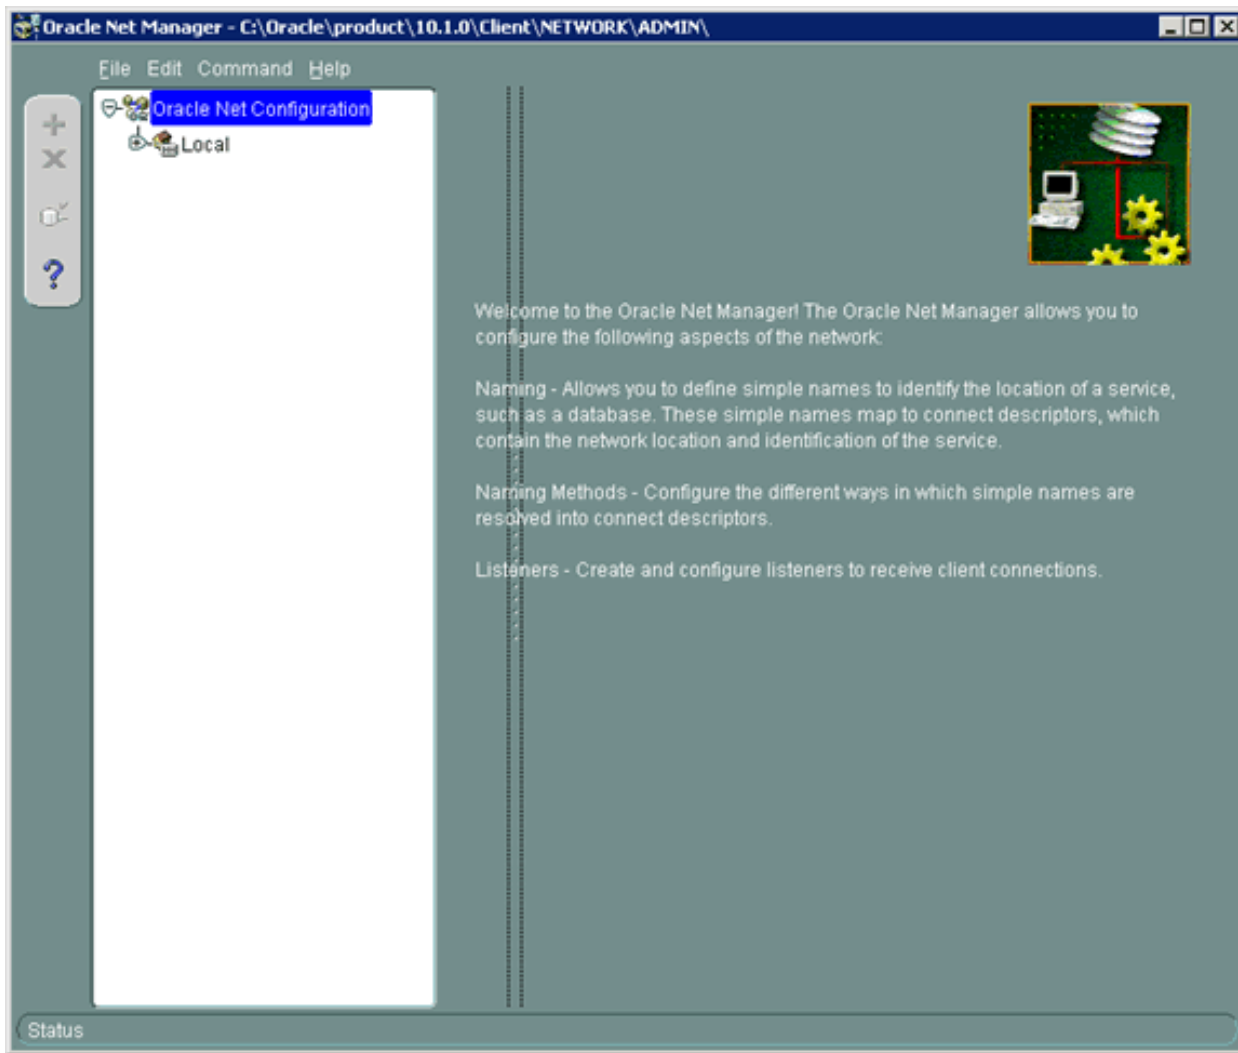 Oracle Net Manager - C:\Oracle\product\10.1.0\Client\NETWORK\ADMIN\
File Edit Command Help
Oracle Net Configuration
Local
Welcome to the Oracle Net Manager! The Oracle Net Manager allows you to
configure the following aspects of the network:
Naming - Allows you to define simple names to identify the location of a service,
such as a database. These simple names map to connect descriptors, which
contain the network location and identification of the service.
Naming Methods - Configure the different ways in which simple names are
resolved into connect descriptors.
Listeners - Create and configure listeners to receive client connections.
Status